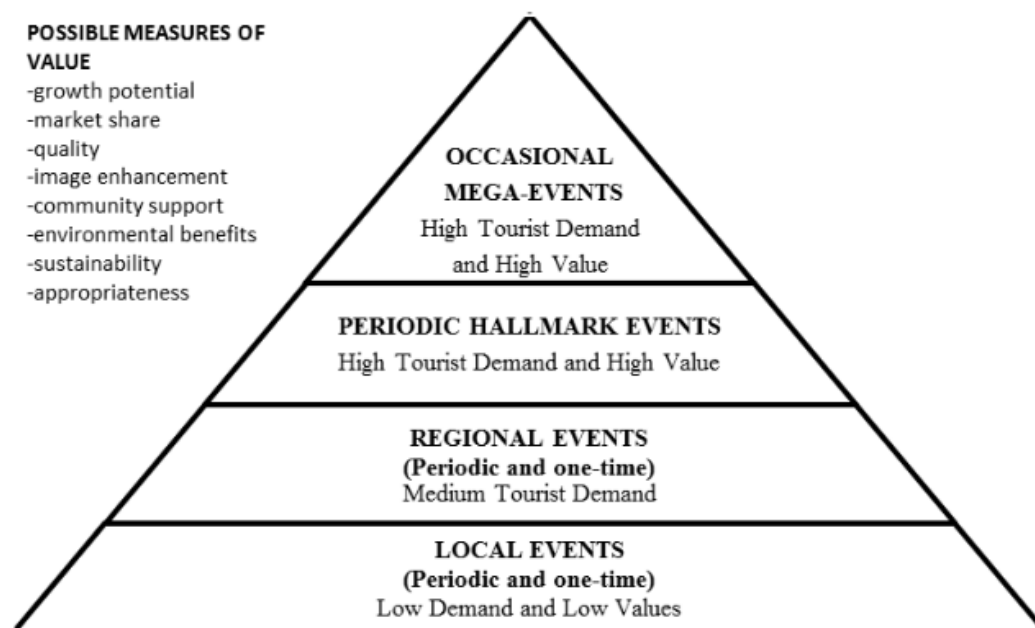 POSSIBLE MEASURES OF
VALUE
-growth potential
-market share
-quality
-image enhancement
-community support
-environmental benefits
-sustainability
-appropriateness
OCCASIONAL
MEGA-EVENTS
High Tourist Demand
and High Value
PERIODIC HALLMARK EVENTS
High Tourist Demand and High Value
REGIONAL EVENTS
(Periodic and one-time)
Medium Tourist Demand
LOCAL EVENTS
(Periodic and one-time)
Low Demand and Low Values